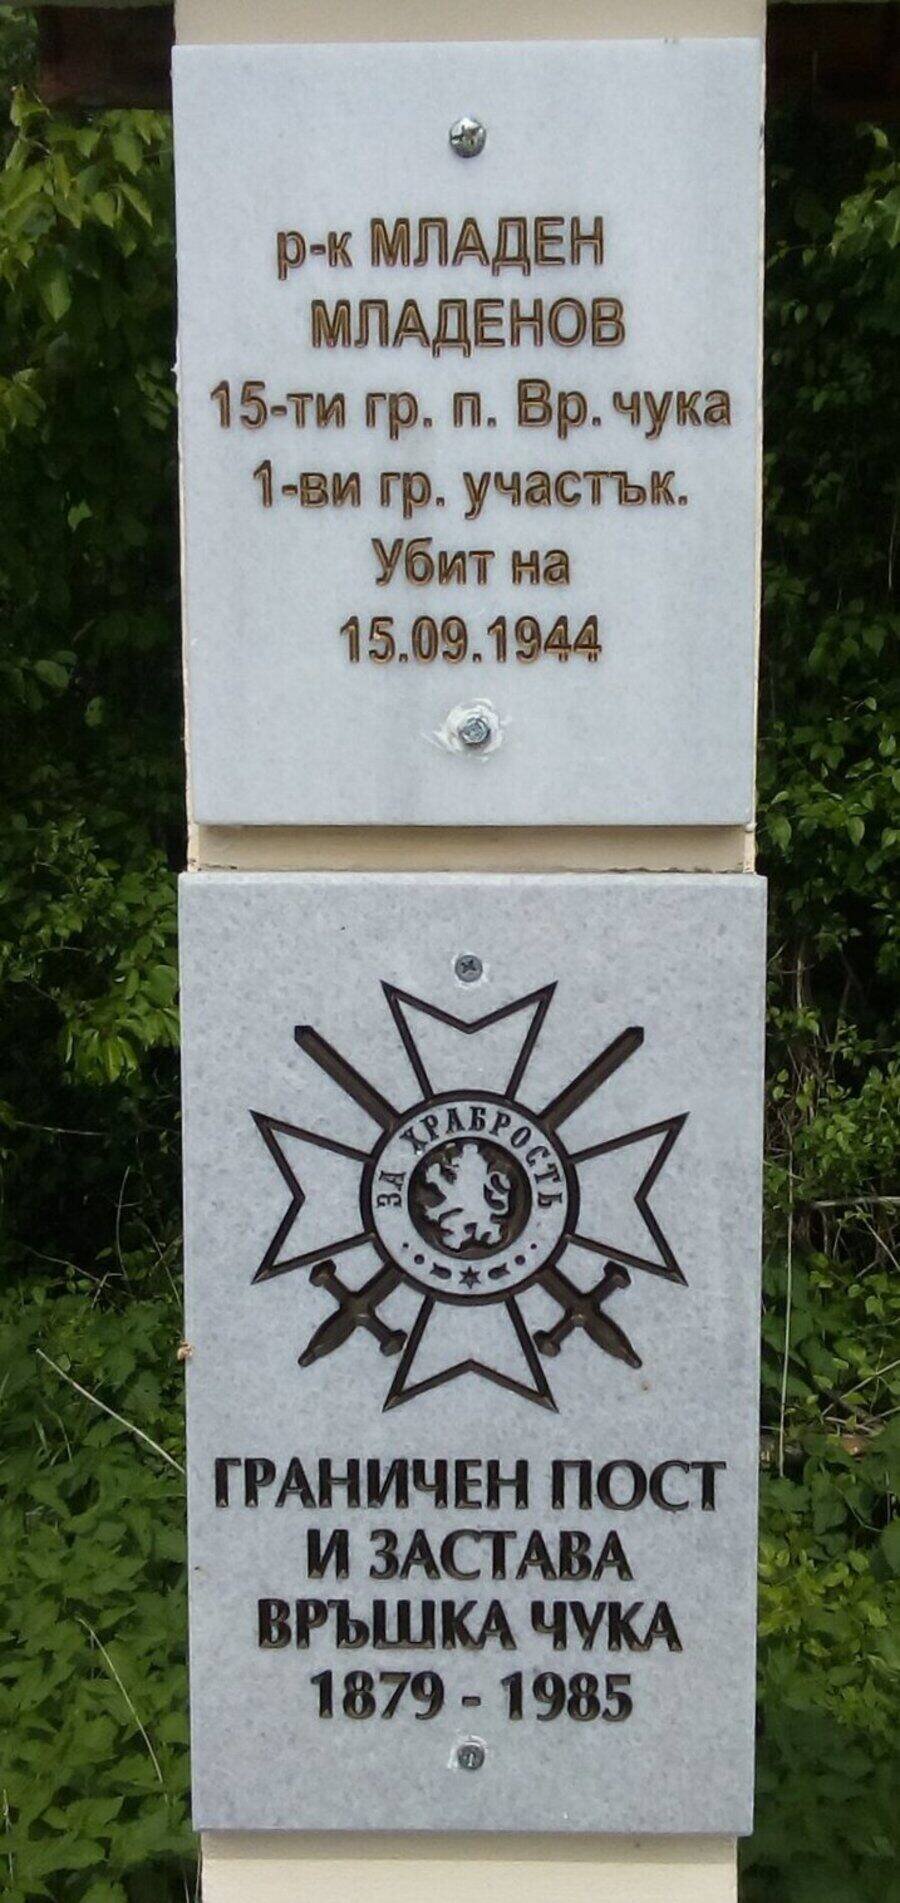 р-к МЛАДЕН
МЛАДЕНОВ
15-ти гр. п. Вр. чука
1-ви гр. участък.
Убит на
15.09.1944
ЗА ХРАБРОСТЬ
ГРАНИЧЕН ПОСТ
И ЗАСТАВА
ВРЪШКА ЧУКА
1879 - 1985